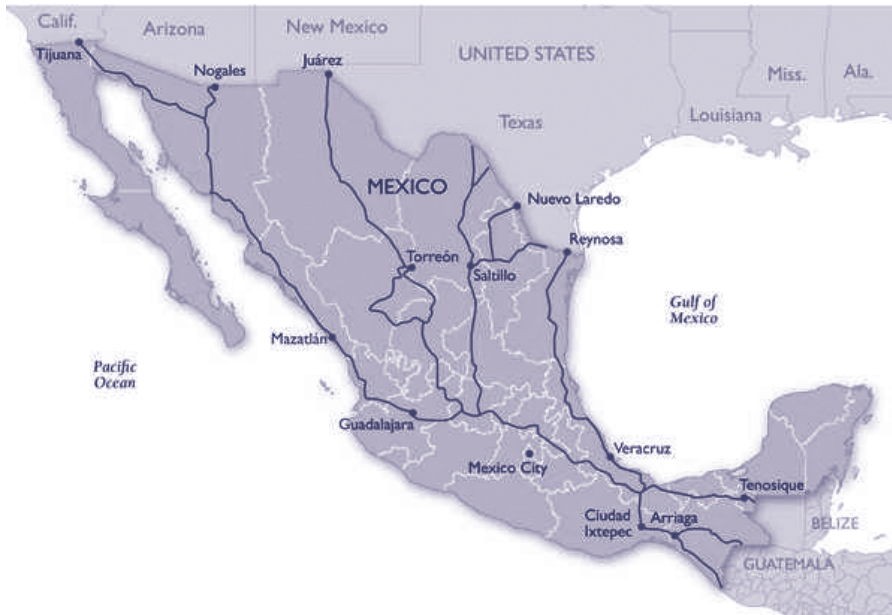 Calif.
Arizona
New Mexico
UNITED STATES
Miss.
Ala.
Tijuana
Nogales
Juárez
Texas
Louisiana
MEXICO
Nuevo Laredo
Reynosa
Torreón
Saltillo
Gulf of
Mexico
Mazatlán
Pacific
Ocean
Guadalajara
Mexico City
Veracruz
Tenosique
Ciudad
Ixtepec
Arriaga
BELIZE
GUATEMALA